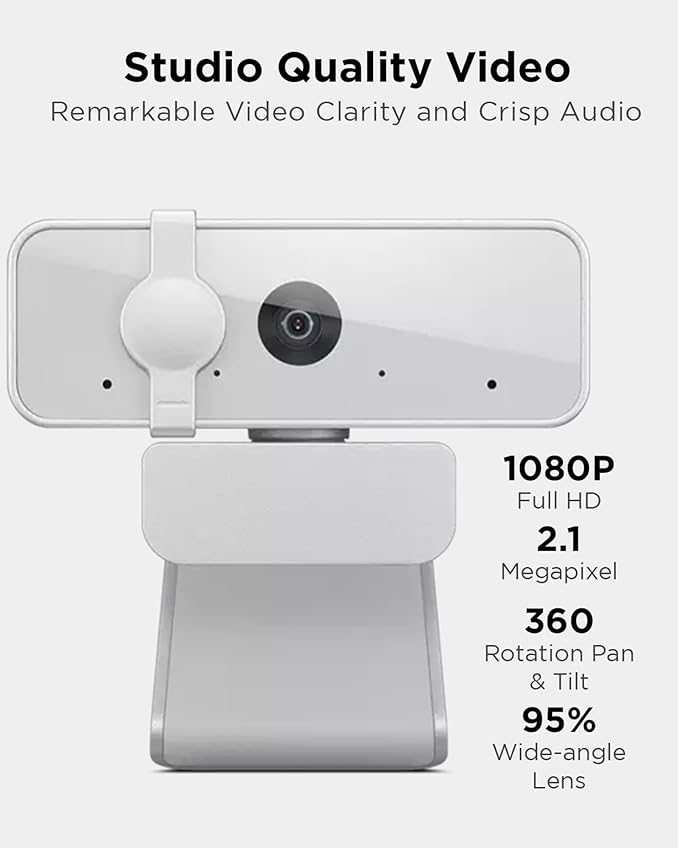 Studio Quality Video
Remarkable Video Clarity and Crisp Audio
1080P
Full HD
2.1
Megapixel
360
Rotation Pan
& Tilt
95%
Wide-angle
Lens